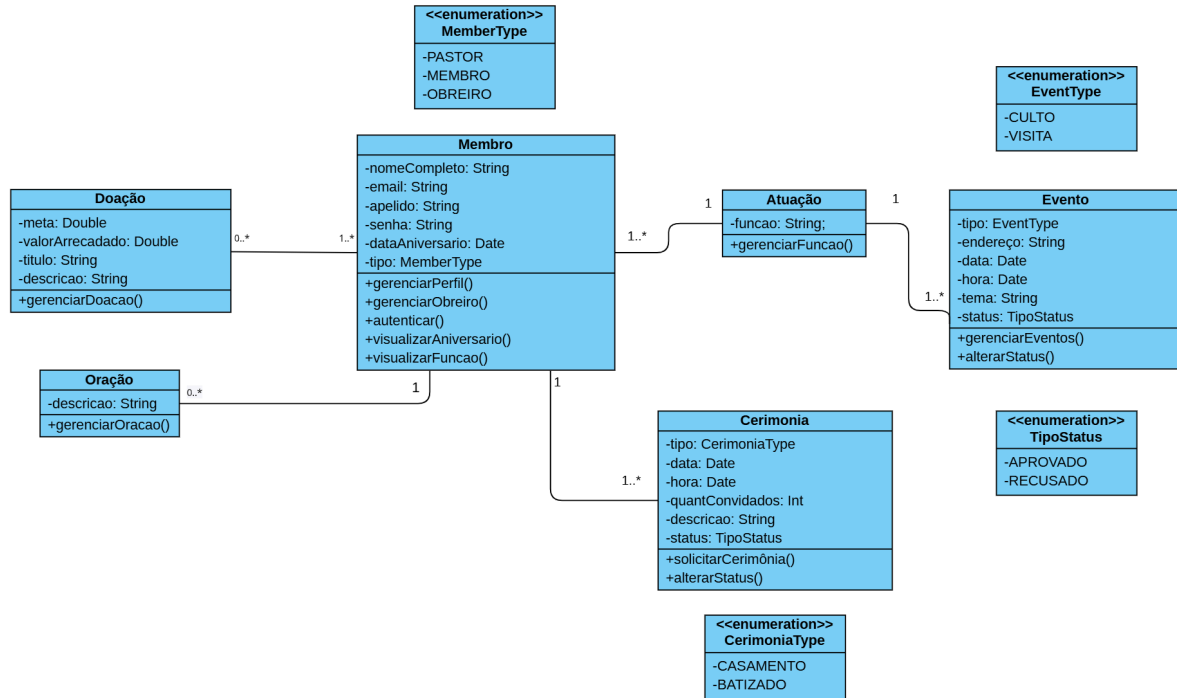 <<enumeration>>
MemberType
-PASTOR
-MEMBRO
-OBREIRO
<<enumeration>>
EventType
-CULTO
-VISITA
Membro
-nomeCompleto: String
-email: String
-apelido: String
-senha: String
-dataAniversario: Date
-tipo: MemberType
+gerenciarPerfil()
+gerenciarObreiro()
+autenticar()
+visualizarAniversario()
+visualizarFuncao()
Doação
-meta: Double
-valorArrecadado: Double
-titulo: String
-descricao: String
+gerenciarDoacao()
0..*
1..*
1..*
1
Atuação
-funcao: String;
+gerenciarFuncao()
1
1..*
Evento
-tipo: EventType
-endereço: String
-data: Date
-hora: Date
-tema: String
-status: TipoStatus
+gerenciarEventos()
+alterarStatus()
Oração
-descricao: String
+gerenciarOracao()
0..*
1
1
1..*
Cerimonia
-tipo: CerimoniaType
-data: Date
-hora: Date
-quantConvidados: Int
-descricao: String
-status: TipoStatus
+solicitarCerimônia()
+alterarStatus()
<<enumeration>>
TipoStatus
-APROVADO
-RECUSADO
<<enumeration>>
CerimoniaType
-CASAMENTO
-BATIZADO